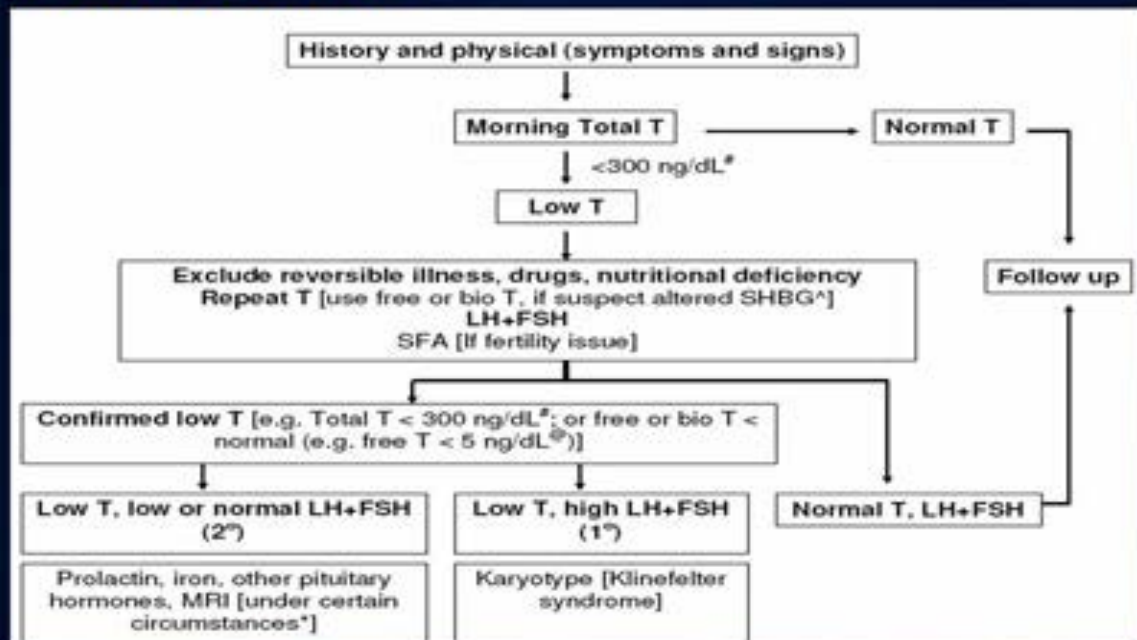 History and physical (symptoms and signs)
Morning Total T
Normal T
<300 ng/dL#
Low T
Exclude reversible illness, drugs, nutritional deficiency
Repeat T [use free or bio T, if suspect altered SHBG^]
LH+FSH
SFA [If fertility issue]
Follow up
Confirmed low T [e.g. Total T < 300 ng/dL#; or free or bio T <
normal (e.g. free T < 5 ng/dL@)]
Low T, low or normal LH+FSH
(2°)
Low T, high LH+FSH
(1°)
Normal T, LH+FSH
Prolactin, iron, other pituitary
hormones, MRI [under certain
circumstances*]
Karyotype [Klinefelter
syndrome]